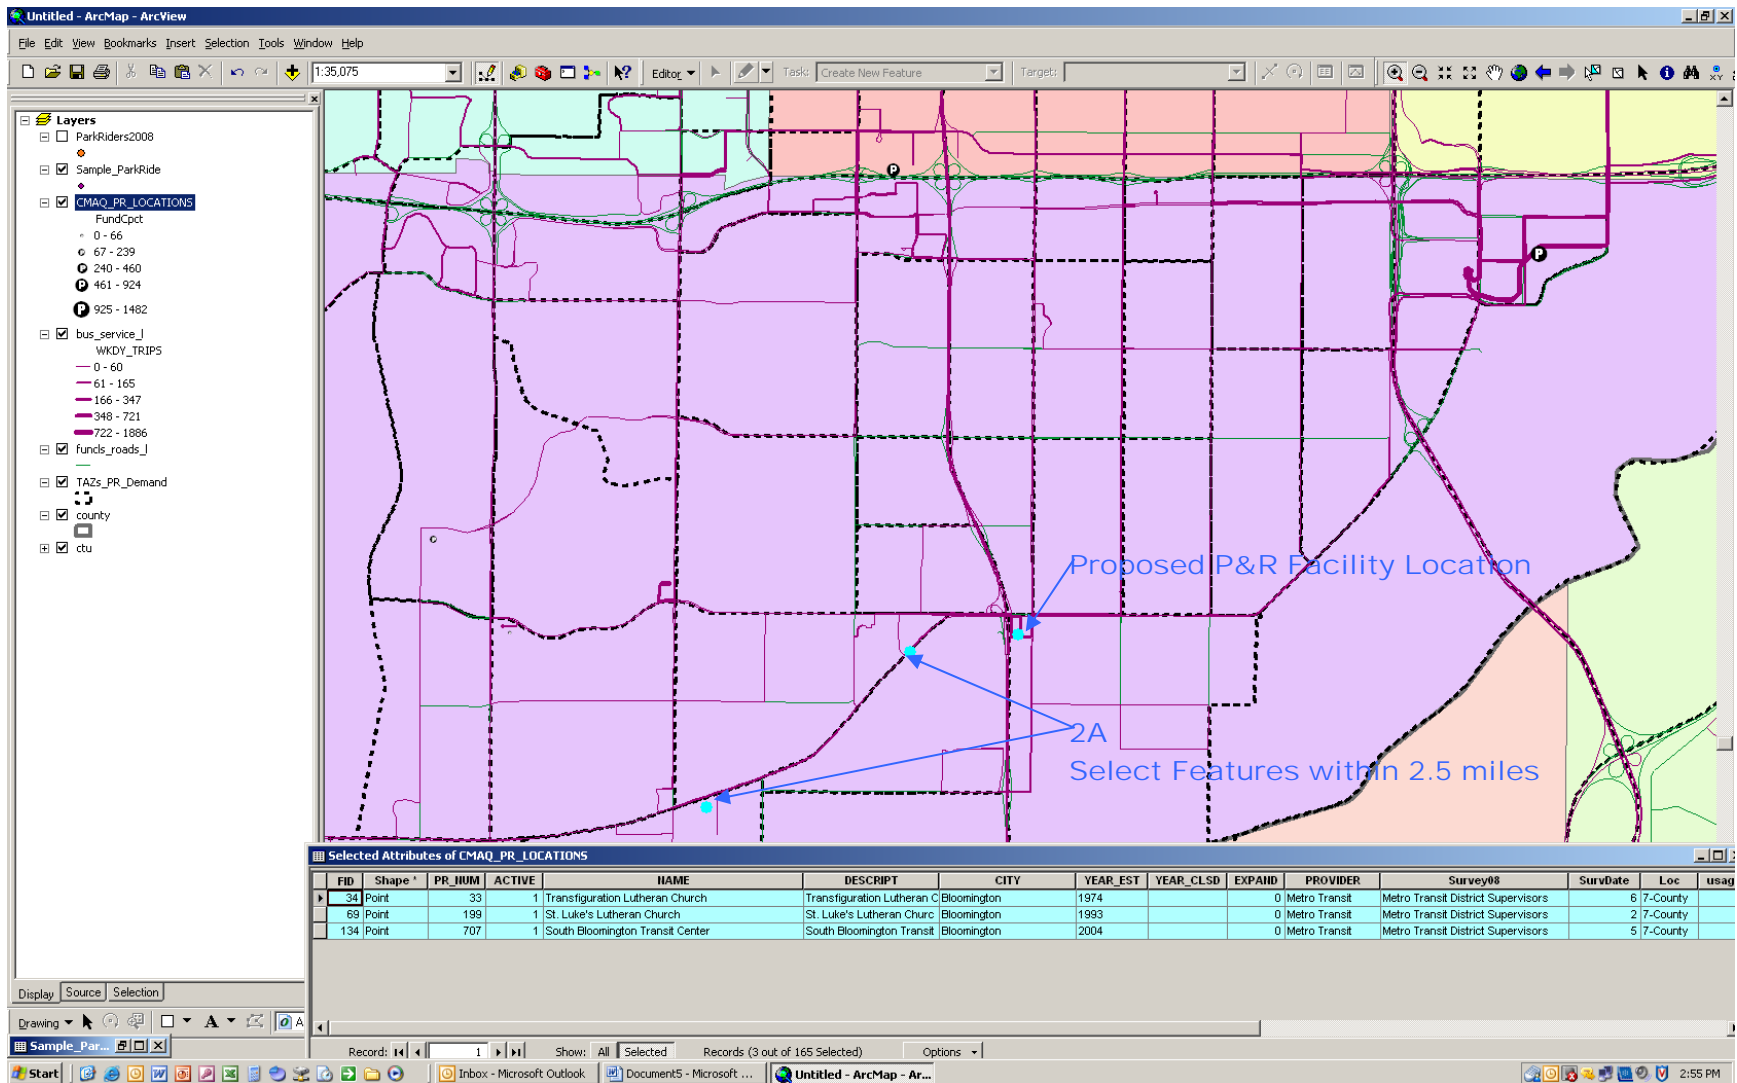 Untitled - ArcMap - ArcView
File Edit View Bookmarks Insert Selection Tools Window Help
1:35,075 Editor Task: Create New Feature Target:
Layers
ParkRiders2008
Sample_ParkRide
CMAQ_PR_LOCATIONS
FundCpct
0 - 66
67 - 239
240 - 460
461 - 924
925 - 1482
bus_service_l
WKDY_TRIPS
0 - 60
61 - 165
166 - 347
348 - 721
722 - 1886
funcls_roads_l
TAZs_PR_Demand
county
ctu
P
P
Proposed P&R Facility Location
2A
Select Features within 2.5 miles
Selected Attributes of CMAQ_PR_LOCATIONS
FID Shape * PR_NUM ACTIVE NAME DESCRIPT CITY YEAR_EST YEAR_CLSD EXPAND PROVIDER Survey08 SurvDate Loc usag
34 Point 33 1 Transfiguration Lutheran Church Transfiguration Lutheran C Bloomington 1974 0 Metro Transit Metro Transit District Supervisors 6 7-County
69 Point 199 1 St. Luke's Lutheran Church St. Luke's Lutheran Churc Bloomington 1993 0 Metro Transit Metro Transit District Supervisors 2 7-County
134 Point 707 1 South Bloomington Transit Center South Bloomington Transit Bloomington 2004 0 Metro Transit Metro Transit District Supervisors 5 7-County
Display Source Selection
Drawing A A
Sample_Par...
Record: 1 Show: All Selected Records (3 out of 165 Selected) Options
Start Inbox - Microsoft Outlook Document5 - Microsoft ... Untitled - ArcMap - Ar... 2:55 PM